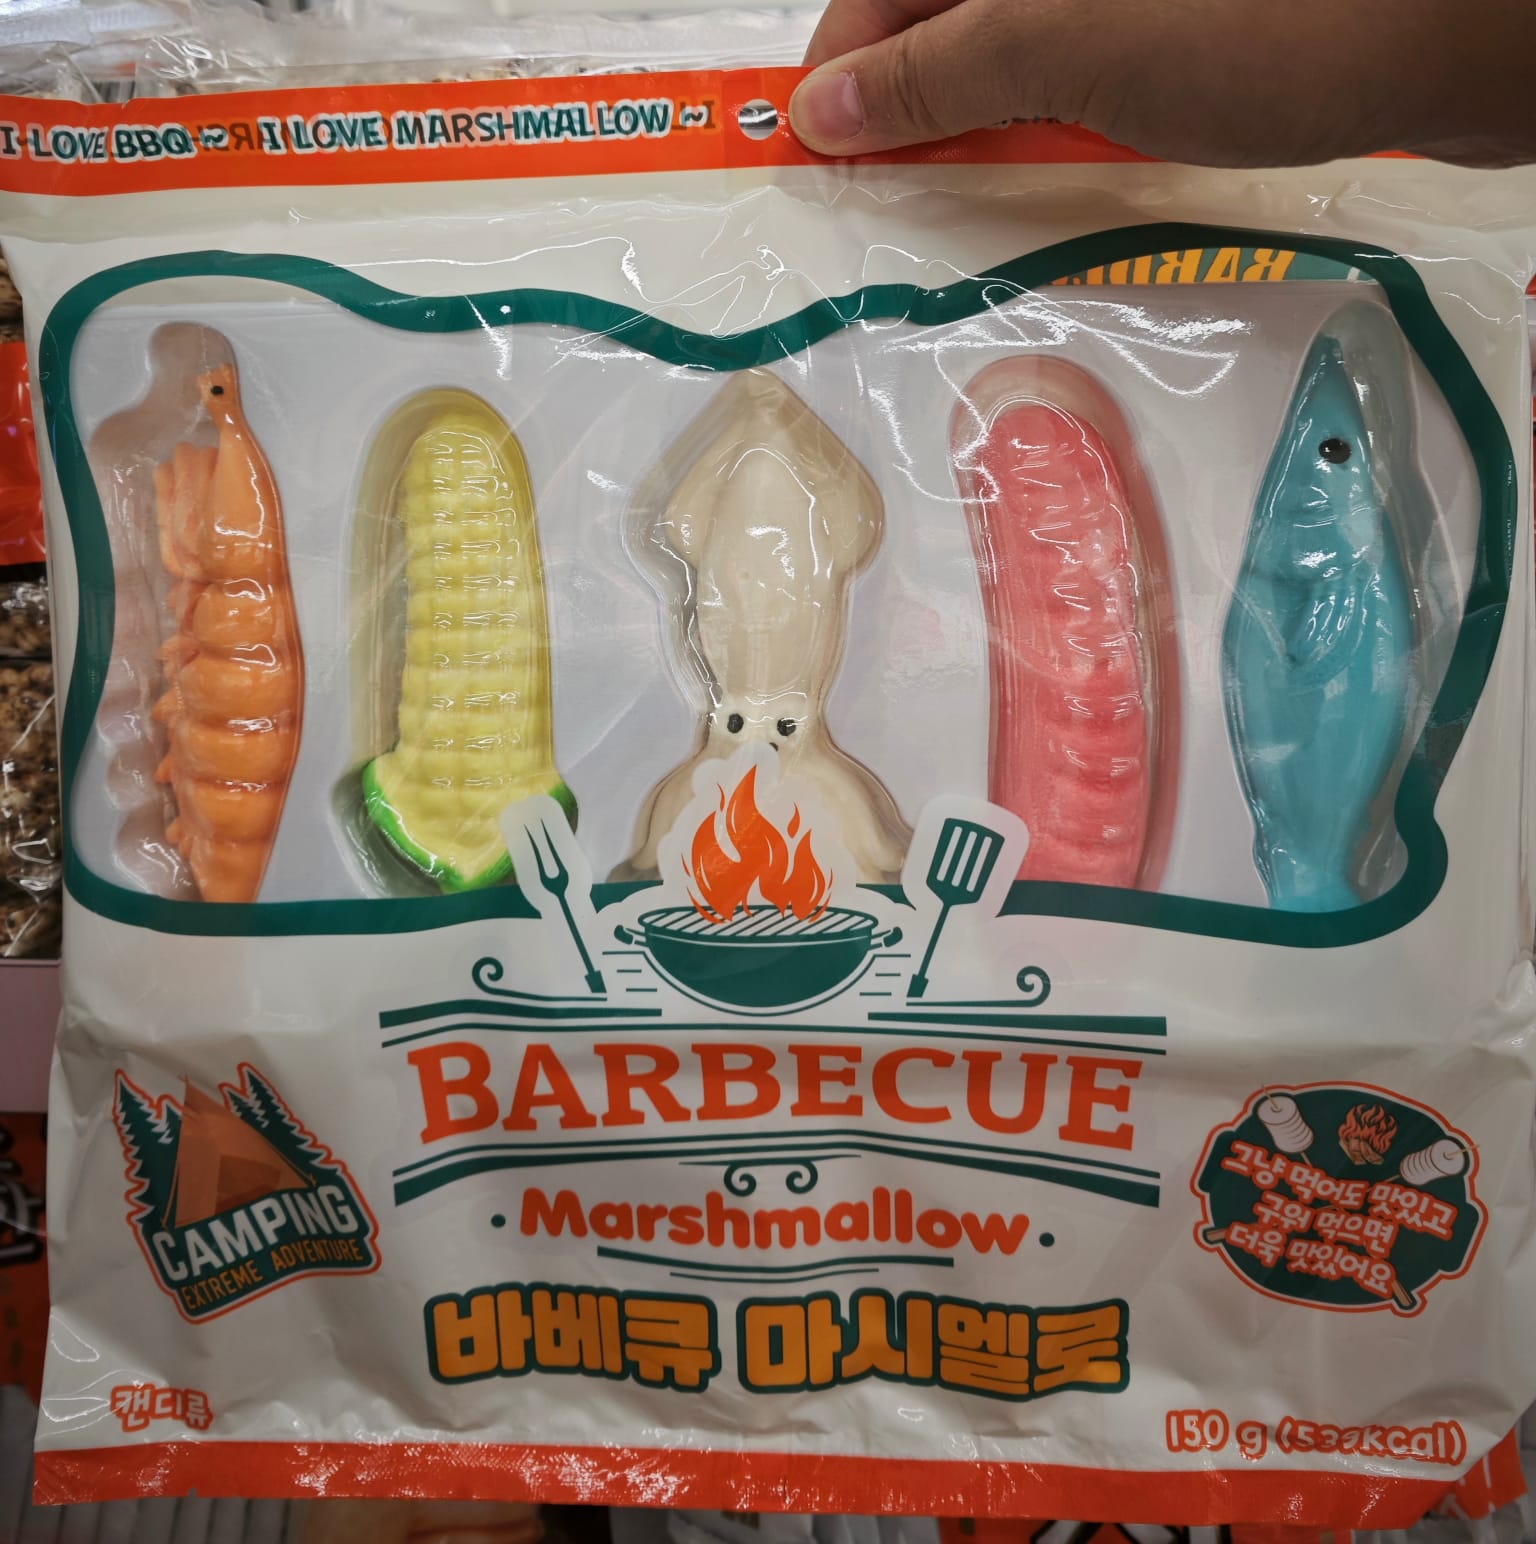 I LOVE BBQ ~ I LOVE MARSHMALLOW ~
BARBECUE
Marshmallow
바베큐 마시멜로
CAMPING
EXTREME ADVENTURE
그냥 먹어도 맛있고
구워 먹으면
더욱 맛있어요
캔디류
150 g